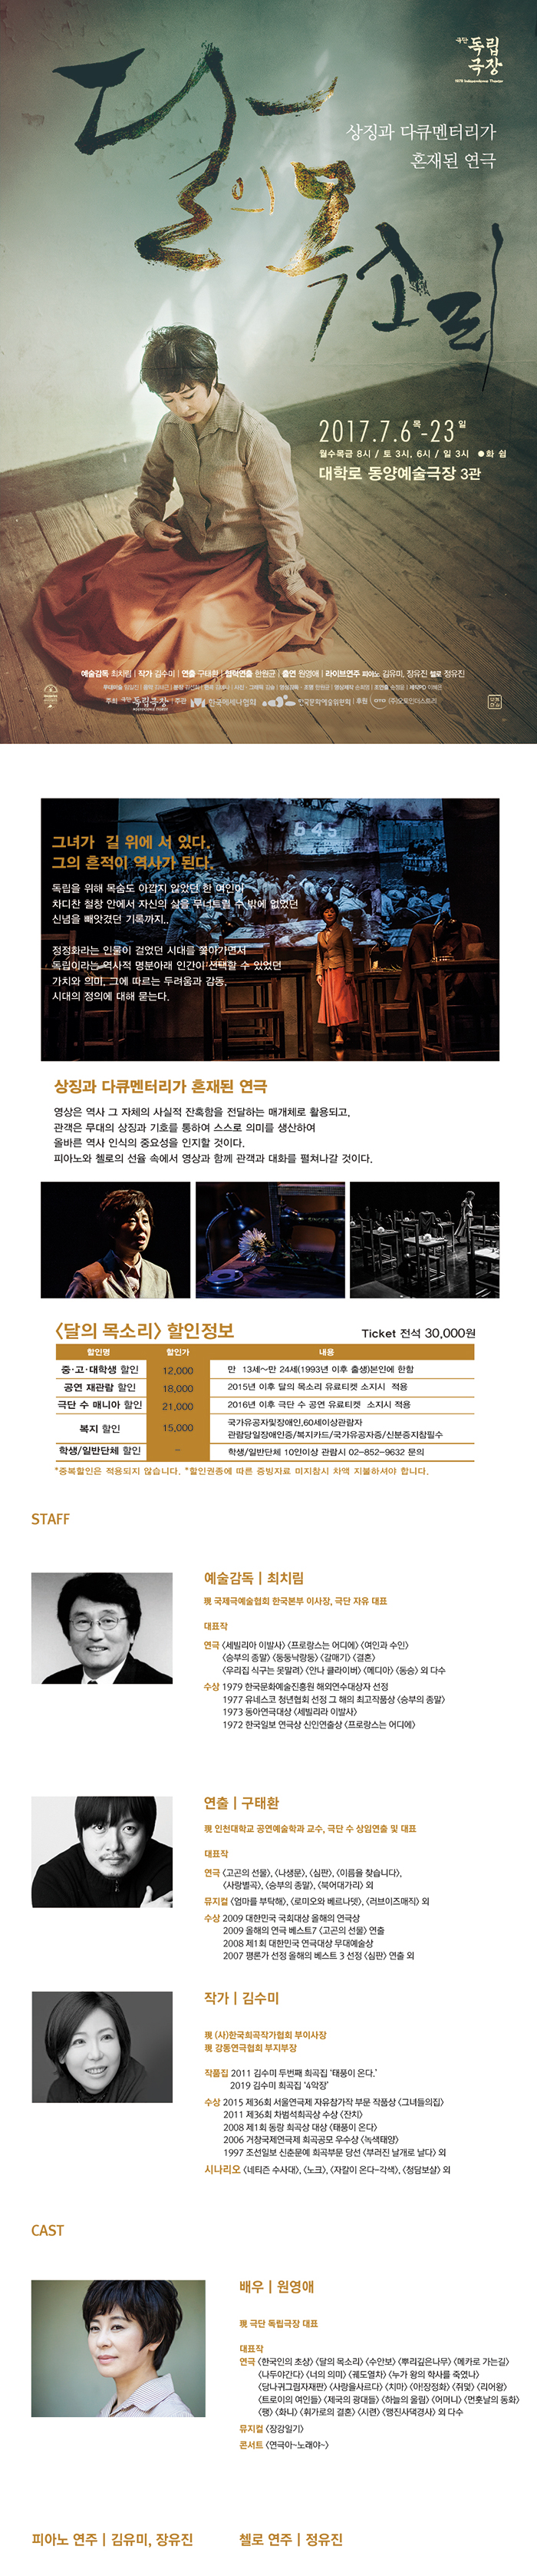 극단 독립
극장
1976 Independence Theater
상징과 다큐멘터리가
혼재된 연극
달의 목소리
2017.7.6목-23일
월수목금 8시 / 토 3시, 6시 / 일 3시 ●화 쉼
대학로 동양예술극장 3관
예술감독 최치림 | 작가 김수미 | 연출 구태환 | 협력연출 한원균 | 출연 원영애 | 라이브연주 피아노 김유미, 장유진 첼로 정유진
주최 극단 독립극장 | 주관 한국메세나협회 한국문화예술위원회 | 후원 (주)오토인더스트리
그녀가 길 위에 서 있다.
그의 흔적이 역사가 된다.
독립을 위해 목숨도 아깝지 않았던 한 여인이
차디찬 철창 안에서 자신의 삶을 무너트릴 수 밖에 없었던
신념을 빼앗겼던 기록까지..
정정화라는 인물이 걸었던 시대를 쫓아가면서
독립이라는 역사적 명분아래 인간이 선택할 수 있었던
가치와 의미, 그에 따르는 두려움과 감동,
시대의 정의에 대해 묻는다.
상징과 다큐멘터리가 혼재된 연극
영상은 역사 그 자체의 사실적 잔혹함을 전달하는 매개체로 활용되고,
관객은 무대의 상징과 기호를 통하여 스스로 의미를 생산하여
올바른 역사 인식의 중요성을 인지할 것이다.
피아노와 첼로의 선율 속에서 영상과 함께 관객과 대화를 펼쳐나갈 것이다.
<달의 목소리> 할인정보 Ticket 전석 30,000원
할인명 할인가 내용
중·고·대학생 할인 12,000 만 13세~만 24세(1993년 이후 출생)본인에 한함
공연 재관람 할인 18,000 2015년 이후 달의 목소리 유료티켓 소지시 적용
극단 수 매니아 할인 21,000 2016년 이후 극단 수 공연 유료티켓 소지시 적용
복지 할인 15,000 국가유공자및장애인,60세이상관람자
관람당일장애인증/복지카드/국가유공자증/신분증지참필수
학생/일반단체 할인 - 학생/일반단체 10인이상 관람시 02-852-9632 문의
*중복할인은 적용되지 않습니다. *할인권종에 따른 증빙자료 미지참시 차액 지불하셔야 합니다.
STAFF
예술감독 | 최치림
現 국제극예술협회 한국본부 이사장, 극단 자유 대표
대표작
연극 <세빌리아 이발사> <프로랑스는 어디에> <여인과 수인>
<승부의 종말> <둥둥낙랑둥> <갈매기> <결혼>
<우리집 식구는 못말려> <안나 클라이버> <메디아> <동승> 외 다수
수상 1979 한국문화예술진흥원 해외연수대상자 선정
1977 유네스코 청년협회 선정 그 해의 최고작품상 <승부의 종말>
1973 동아연극대상 <세빌리라 이발사>
1972 한국일보 연극상 신인연출상 <프로랑스는 어디에>
연출 | 구태환
現 인천대학교 공연예술학과 교수, 극단 수 상임연출 및 대표
대표작
연극 <고곤의 선물>, <나생문>, <심판>, <이름을 찾습니다>,
<사랑별곡>, <승부의 종말>, <북어대가리> 외
뮤지컬 <엄마를 부탁해>, <로미오와 베르나뎃>, <러브이즈매직> 외
수상 2009 대한민국 국회대상 올해의 연극상
2009 올해의 연극 베스트7 <고곤의 선물> 연출
2008 제1회 대한민국 연극대상 무대예술상
2007 평론가 선정 올해의 베스트 3 선정 <심판> 연출 외
작가 | 김수미
現 (사)한국희곡작가협회 부이사장
現 강통연극협회 부지부장
작품집 2011 김수미 두번째 희곡집 '태풍이 온다.'
2019 김수미 희곡집 '4악장'
수상 2015 제36회 서울연극제 자유참가작 부문 작품상 <그녀들의집>
2011 제36회 차범석희곡상 수상 <잔치>
2008 제1회 동랑 희곡상 대상 <태풍이 온다>
2006 거창국제연극제 희곡공모 우수상 <녹색태양>
1997 조선일보 신춘문예 희곡부문 당선 <부러진 날개로 날다> 외
시나리오 <네티즌 수사대>, <노크>, <자칼이 온다-각색>, <청담보살> 외
CAST
배우 | 원영애
現 극단 독립극장 대표
대표작
연극 <한국인의 초상> <달의 목소리> <수안보> <뿌리깊은나무> <메카로 가는길>
<나두야간다> <너의 의미> <궤도열차> <누가 왕의 학사를 죽였나>
<당나귀그림자재판> <사랑을사르다> <치마> <아!정정화> <쥐덫> <리어왕>
<트로이의 여인들> <제국의 광대들> <하늘의 울림> <어머니> <먼훗날의 동화>
<팽> <화니> <휘가로의 결혼> <시련> <맹진사댁경사> 외 다수
뮤지컬 <장강일기>
콘서트 <연극아~노래야~>
피아노 연주 | 김유미, 장유진 첼로 연주 | 정유진